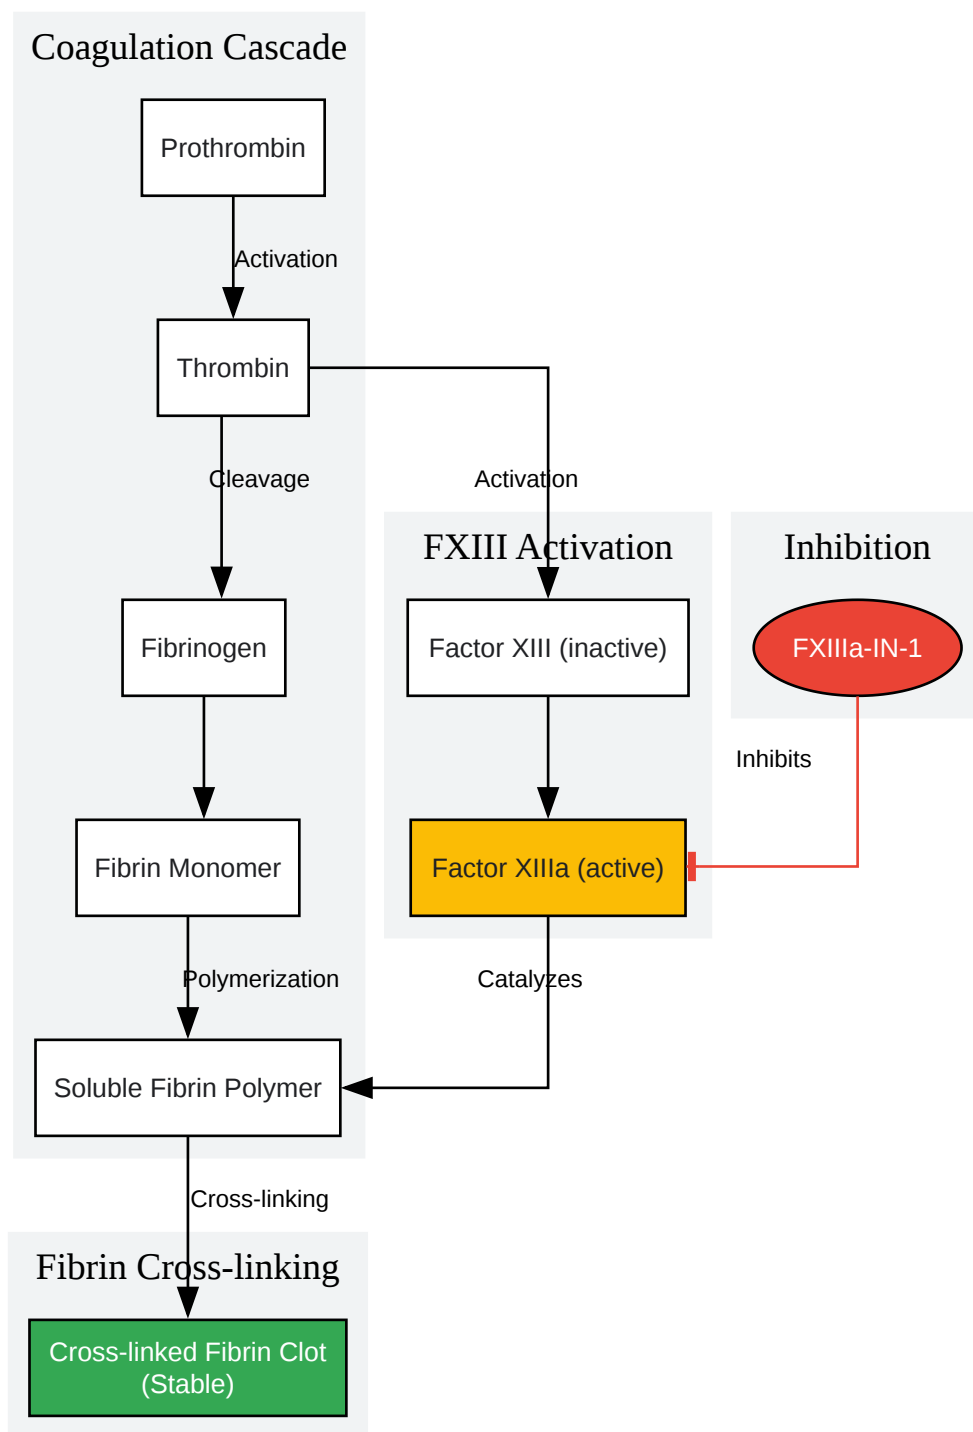 Coagulation Cascade
Prothrombin
Activation
Thrombin
Cleavage
Activation
FXIII Activation
Inhibition
Fibrinogen
Factor XIII (inactive)
FXIIIa-IN-1
Inhibits
Fibrin Monomer
Factor XIIIa (active)
Polymerization
Catalyzes
Soluble Fibrin Polymer
Cross-linking
Fibrin Cross-linking
Cross-linked Fibrin Clot
(Stable)